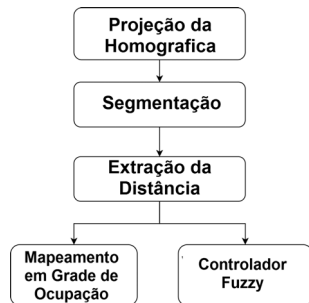 Projeção da
Homografica
Segmentação
Extração da
Distância
Mapeamento
em Grade de
Ocupação
Controlador
Fuzzy